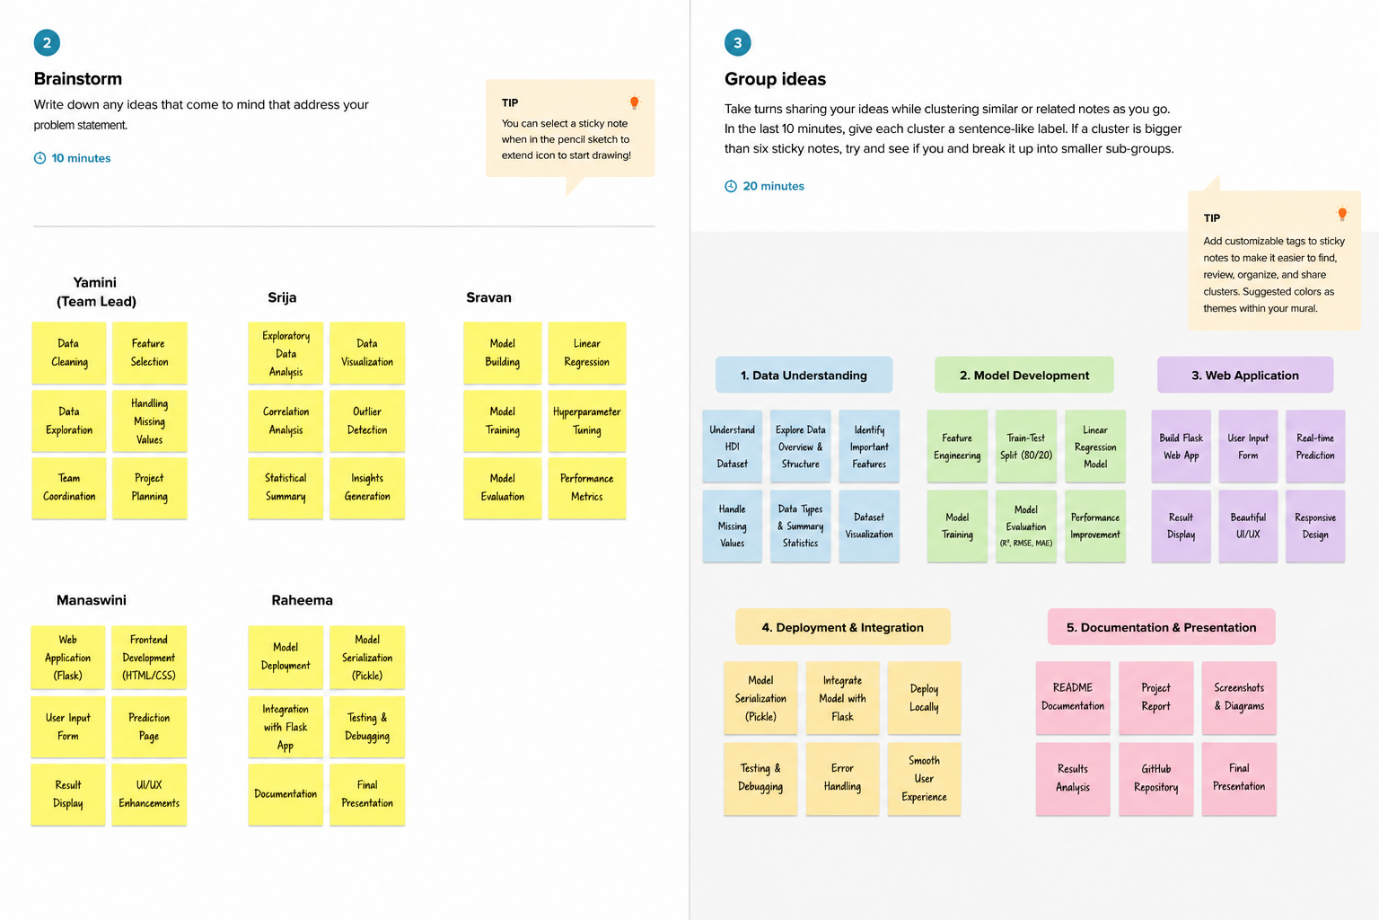 2
Brainstorm
Write down any ideas that come to mind that address your
problem statement.
10 minutes
TIP
You can select a sticky note
when in the pencil sketch to
extend icon to start drawing!
Yamini
(Team Lead)
Data
Cleaning
Feature
Selection
Data
Exploration
Handling
Missing
Values
Team
Coordination
Project
Planning
Srija
Exploratory
Data
Analysis
Data
Visualization
Correlation
Analysis
Outlier
Detection
Statistical
Summary
Insights
Generation
Sravan
Model
Building
Linear
Regression
Model
Training
Hyperparameter
Tuning
Model
Evaluation
Performance
Metrics
Manaswini
Web
Application
(Flask)
Frontend
Development
(HTML/CSS)
User Input
Form
Prediction
Page
Result
Display
UI/UX
Enhancements
Raheema
Model
Deployment
Model
Serialization
(Pickle)
Integration
with Flask
App
Testing &
Debugging
Documentation
Final
Presentation
3
Group ideas
Take turns sharing your ideas while clustering similar or related notes as you go.
In the last 10 minutes, give each cluster a sentence-like label. If a cluster is bigger
than six sticky notes, try and see if you and break it up into smaller sub-groups.
20 minutes
TIP
Add customizable tags to sticky
notes to make it easier to find,
review, organize, and share
clusters. Suggested colors as
themes within your mural.
1. Data Understanding
Understand
HDI
Dataset
Explore Data
Overview &
Structure
Identify
Important
Features
Handle
Missing
Values
Data Types
& Summary
Statistics
Dataset
Visualization
2. Model Development
Feature
Engineering
Train-Test
Split (80/20)
Linear
Regression
Model
Model
Training
Model
Evaluation
(R², RMSE, MAE)
Performance
Improvement
3. Web Application
Build Flask
Web App
User Input
Form
Real-time
Prediction
Result
Display
Beautiful
UI/UX
Responsive
Design
4. Deployment & Integration
Model
Serialization
(Pickle)
Integrate
Model with
Flask
Deploy
Locally
Testing &
Debugging
Error
Handling
Smooth
User
Experience
5. Documentation & Presentation
README
Documentation
Project
Report
Screenshots
& Diagrams
Results
Analysis
GitHub
Repository
Final
Presentation